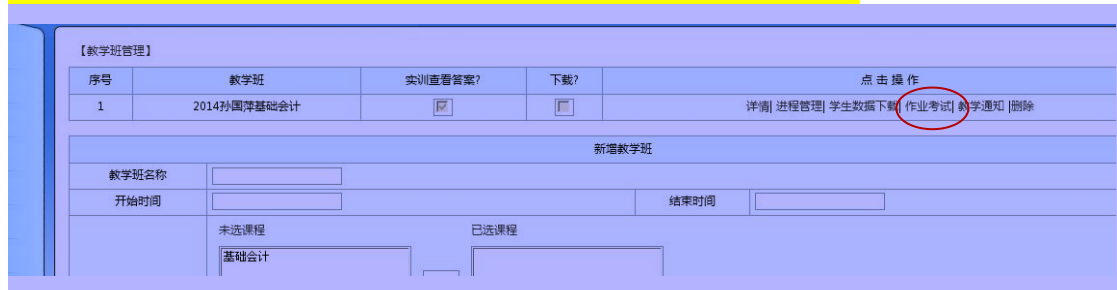 【教学班管理】
序号 教学班 实训查看答案? 下载? 点击操作
1 2014孙国萍基础会计 详情| 进程管理| 学生数据下载| 作业考试| 教学通知 |删除
新增教学班
教学班名称
开始时间 结束时间
未选课程 已选课程
基础会计